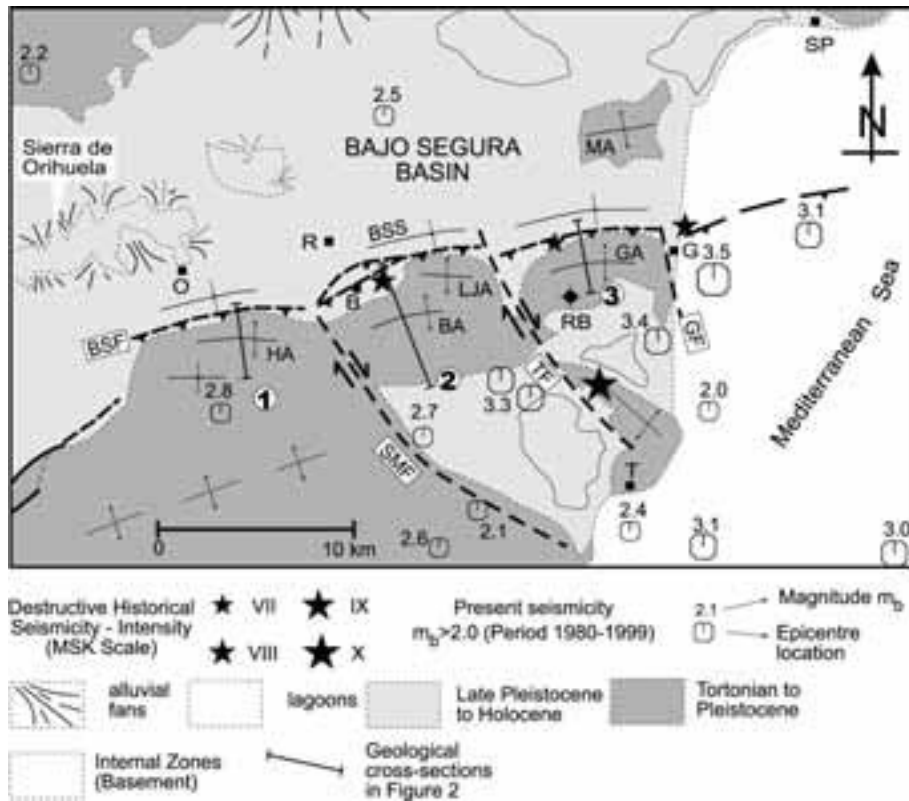 SP
2.2
2.5
N
MA
Sierra de
Orihuela
BAJO SEGURA
BASIN
3.1
R
BSS
G
3.5
O
GA
LJA
B
3
RB
BA
3.4
GF
BSF
HA
TF
Mediterranean Sea
2
1
2.8
3.3
2.0
2.7
SMF
T
2.4
2.1
3.1
3.0
2.6
0
10 km
Destructive Historical
Seismicity - Intensity
(MSK Scale)
VII
IX
VIII
X
Present seismicity
mb>2.0 (Period 1980-1999)
2.1
Magnitude mb
Epicentre
location
alluvial
fans
lagoons
Late Pleistocene
to Holocene
Tortonian to
Pleistocene
Internal Zones
(Basement)
Geological
cross-sections
in Figure 2